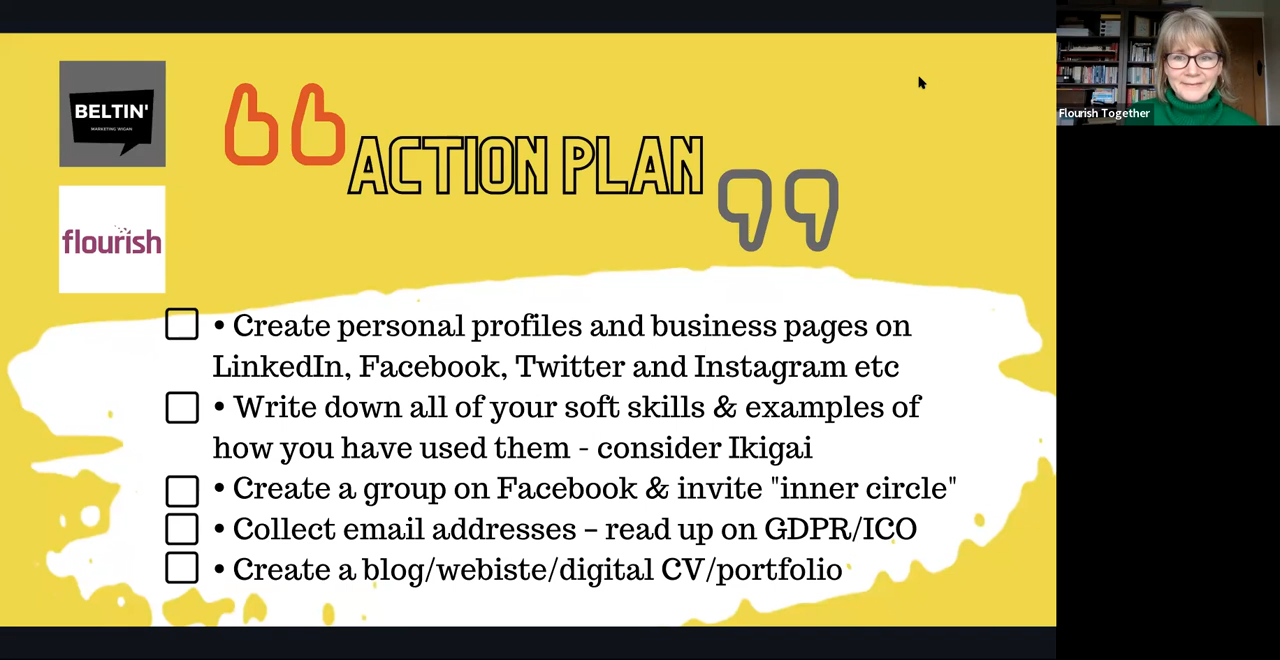 BELTIN'
MARKETING WIGAN
flourish
ACTION PLAN
• Create personal profiles and business pages on
LinkedIn, Facebook, Twitter and Instagram etc
• Write down all of your soft skills & examples of
how you have used them - consider Ikigai
• Create a group on Facebook & invite "inner circle"
• Collect email addresses – read up on GDPR/ICO
• Create a blog/webiste/digital CV/portfolio
Flourish Together